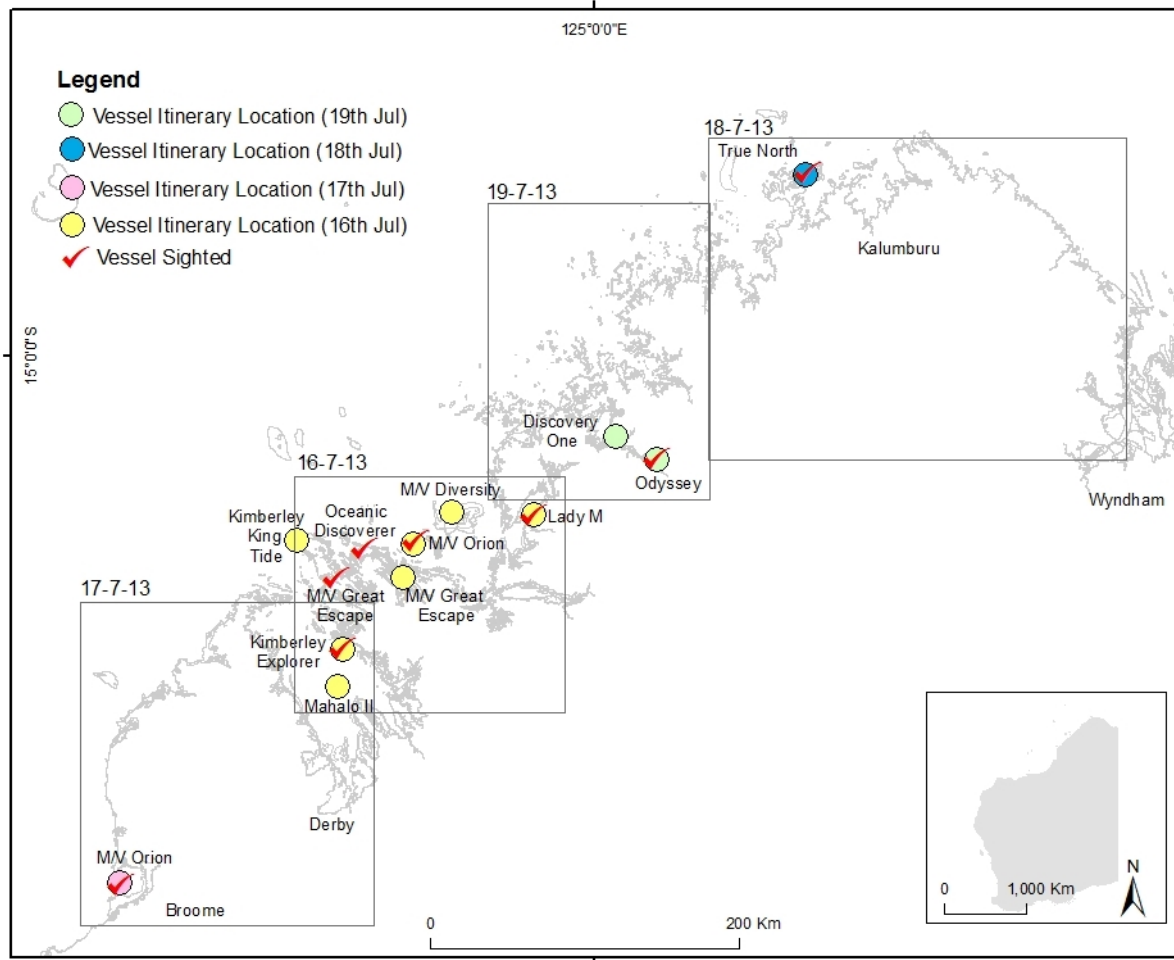 125°0'0"E
Legend
Vessel Itinerary Location (19th Jul)
Vessel Itinerary Location (18th Jul)
Vessel Itinerary Location (17th Jul)
Vessel Itinerary Location (16th Jul)
Vessel Sighted
18-7-13
True North
19-7-13
Kalumburu
15°0'0"S
Discovery
One
Odyssey
Wyndham
16-7-13
M/V Diversity
Kimberley
King
Tide
Oceanic
Discoverer
M/V Orion
Lady M
M/V Great
Escape
M/V Great
Escape
17-7-13
Kimberley
Explorer
Mahalo II
Derby
M/V Orion
Broome
0
200 Km
0
1,000 Km
N